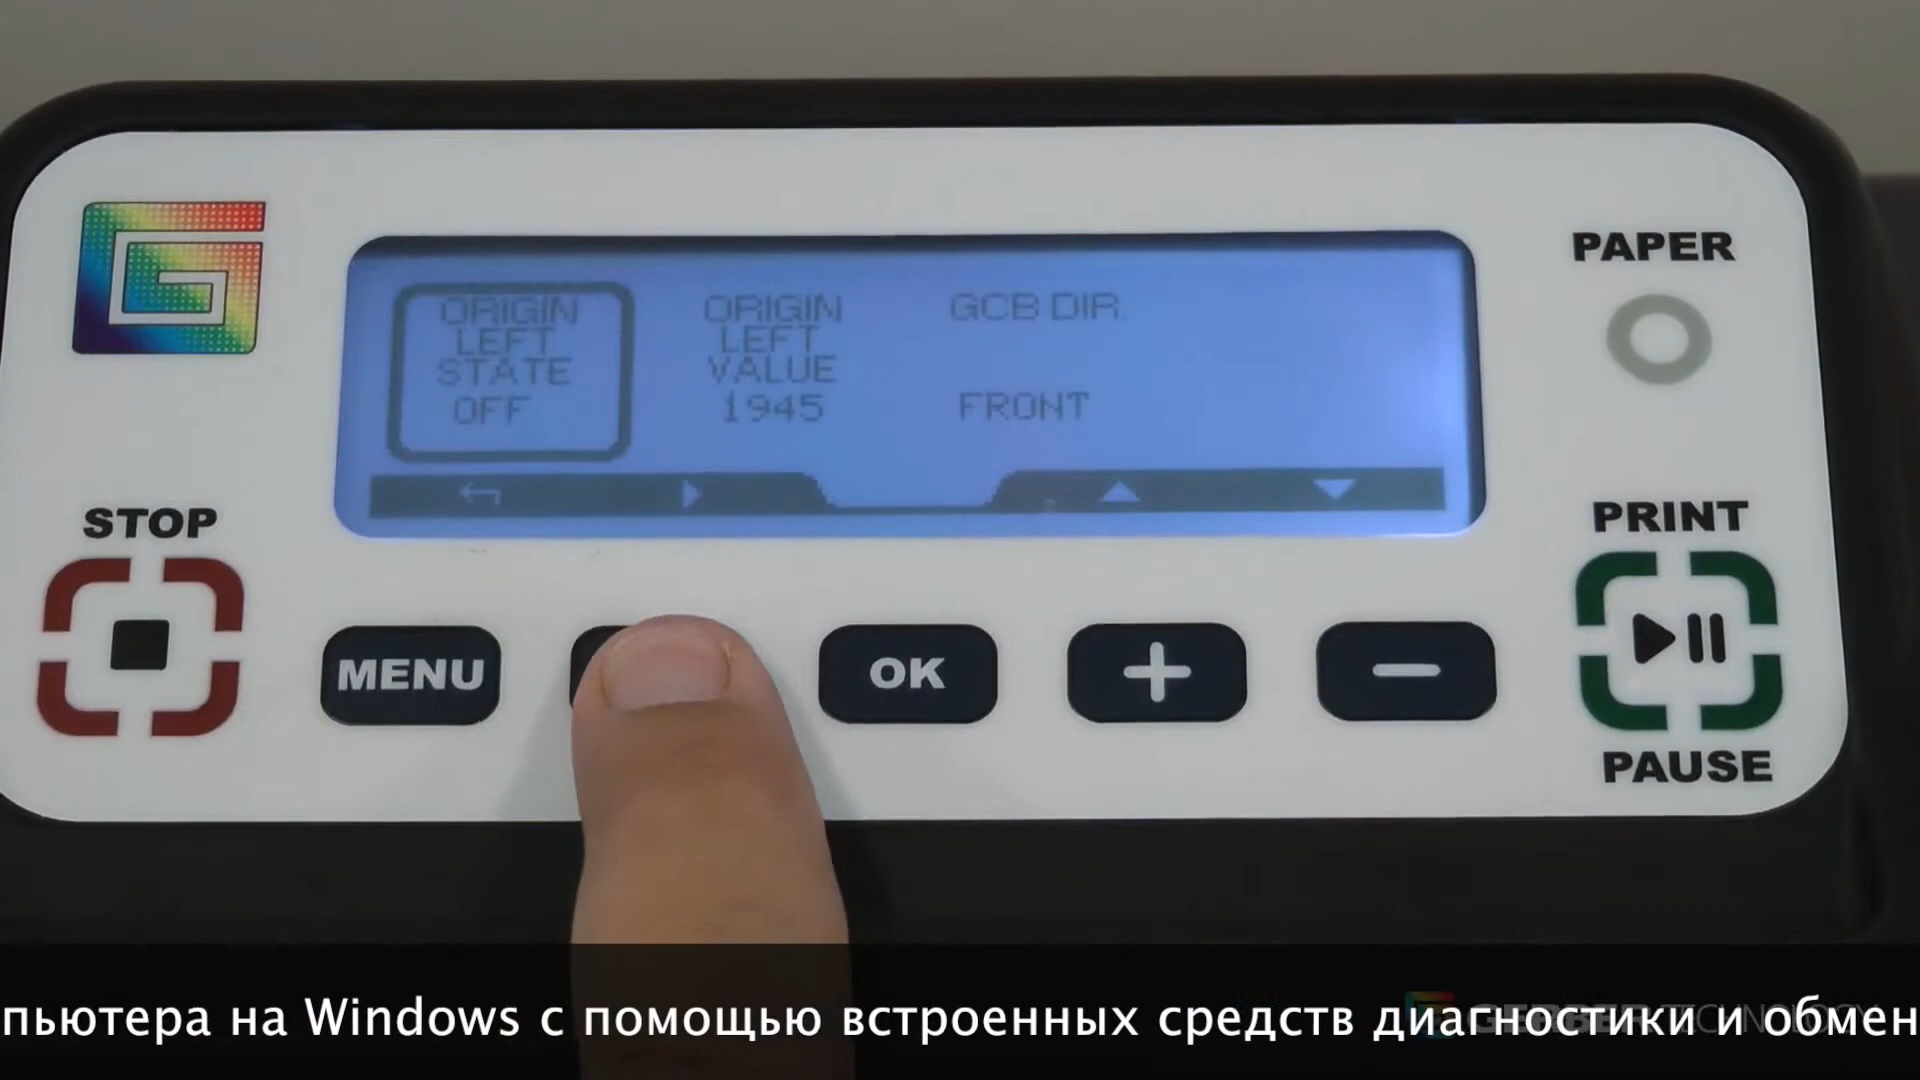 PAPER
ORIGIN
LEFT
STATE
OFF
ORIGIN
LEFT
VALUE
1945
GCB DIR.
FRONT
STOP
PRINT
MENU
OK
PAUSE
пьютера на Windows с помощью встроенных средств диагностики и обмен